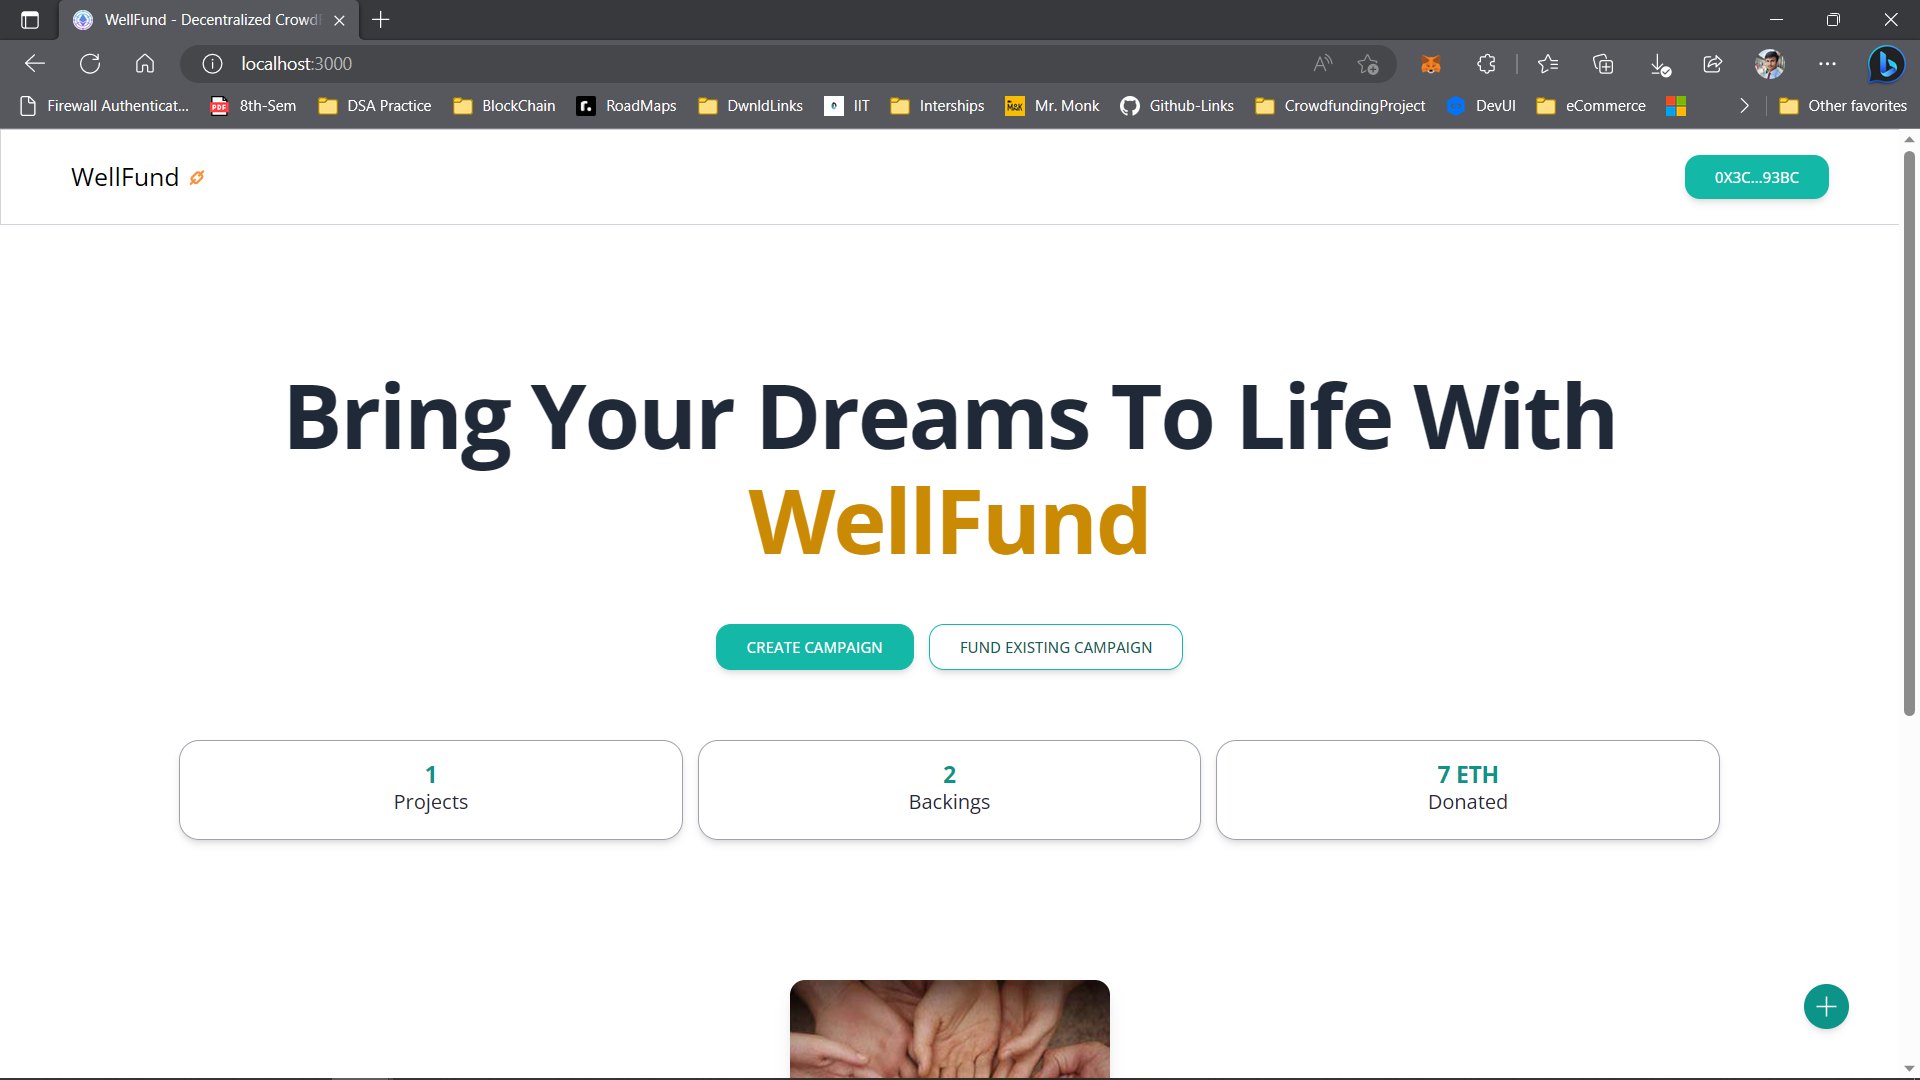 WellFund - Decentralized Crowd
localhost:3000
Firewall Authenticat...
8th-Sem
DSA Practice
BlockChain
RoadMaps
DwnldLinks
IIT
Interships
Mr. Monk
Github-Links
CrowdfundingProject
DevUI
eCommerce
Other favorites
WellFund
0X3C...93BC
Bring Your Dreams To Life With
WellFund
CREATE CAMPAIGN
FUND EXISTING CAMPAIGN
1
Projects
2
Backings
7 ETH
Donated